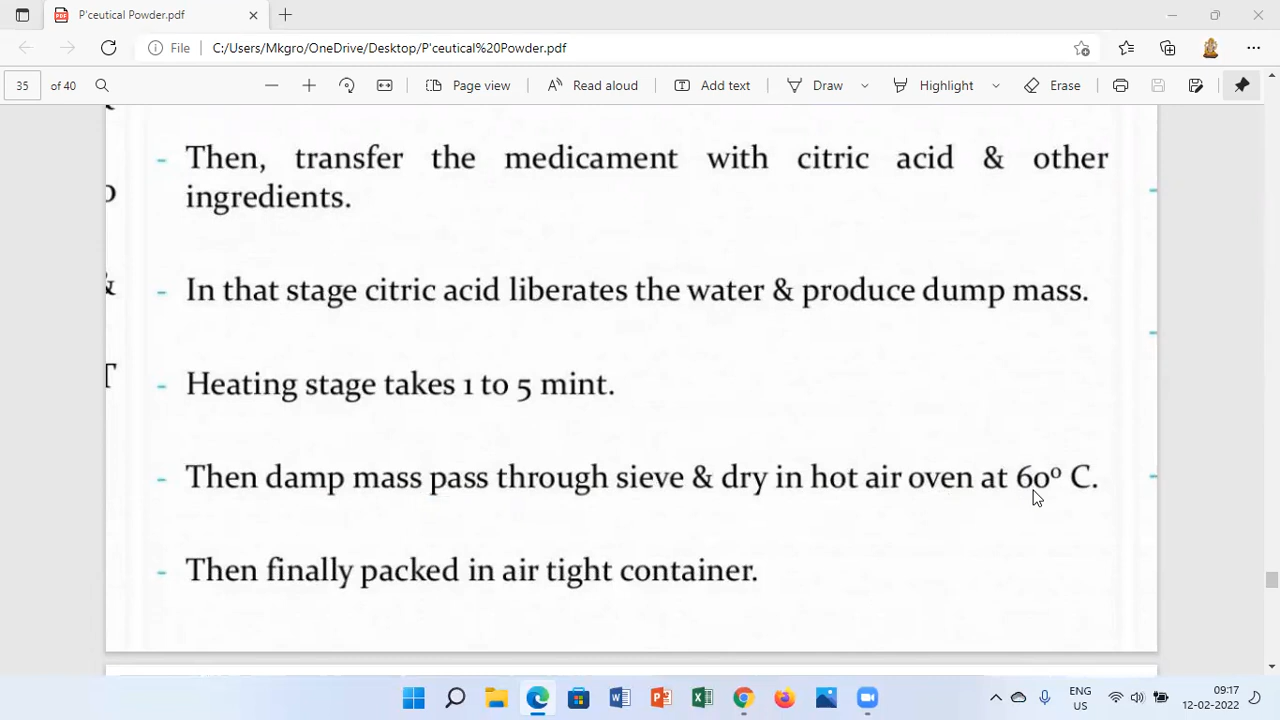 P'ceutical Powder.pdf
File C:/Users/Mkgro/OneDrive/Desktop/P'ceutical%20Powder.pdf
35 of 40 Page view Read aloud Add text Draw Highlight Erase
- Then, transfer the medicament with citric acid & other
ingredients.
- In that stage citric acid liberates the water & produce dump mass.
- Heating stage takes 1 to 5 mint.
- Then damp mass pass through sieve & dry in hot air oven at 60º C.
- Then finally packed in air tight container.
ENG 09:17
US 12-02-2022